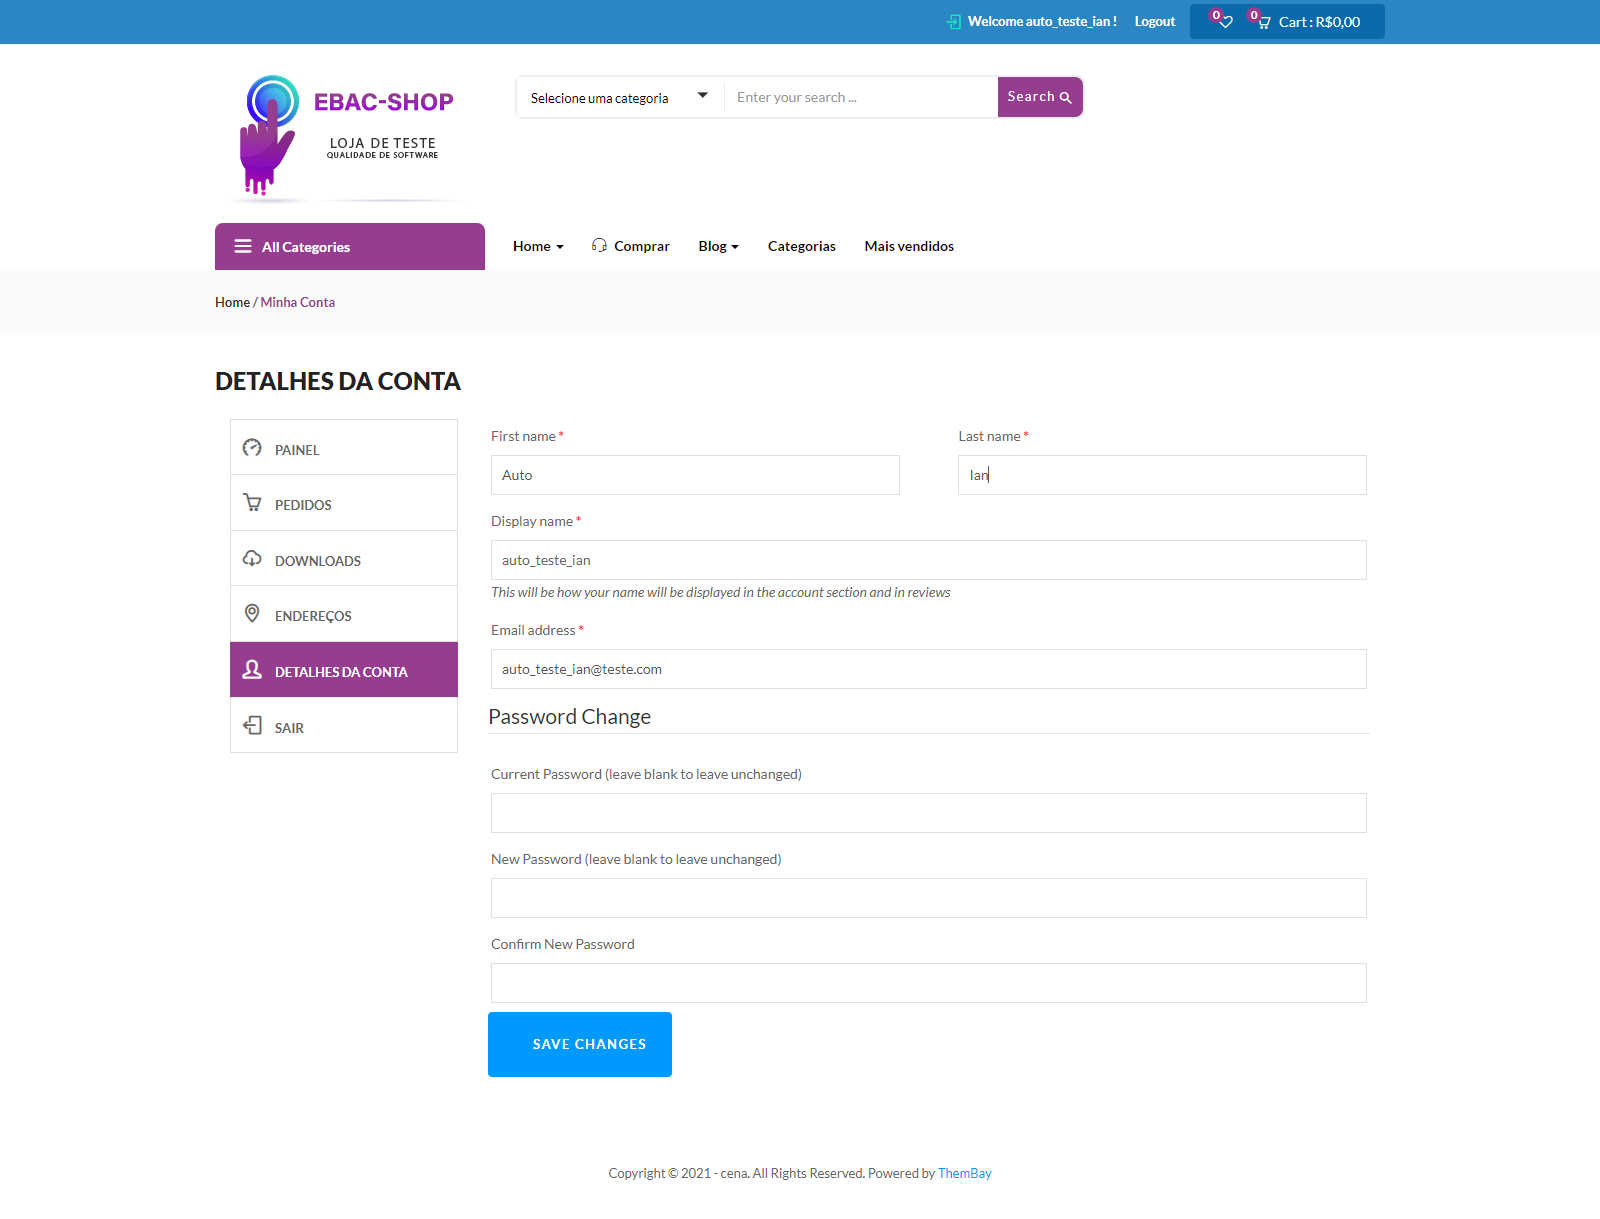 Welcome auto_teste_ian ! Logout 0 0 Cart : R$0,00
EBAC-SHOP
LOJA DE TESTE
QUALIDADE DE SOFTWARE
Selecione uma categoria Enter your search ... Search
All Categories Home Comprar Blog Categorias Mais vendidos
Home / Minha Conta
DETALHES DA CONTA
PAINEL
PEDIDOS
DOWNLOADS
ENDEREÇOS
DETALHES DA CONTA
SAIR
First name * Last name *
Auto Ian
Display name *
auto_teste_ian
This will be how your name will be displayed in the account section and in reviews
Email address *
auto_teste_ian@teste.com
Password Change
Current Password (leave blank to leave unchanged)
New Password (leave blank to leave unchanged)
Confirm New Password
SAVE CHANGES
Copyright © 2021 - cena. All Rights Reserved. Powered by ThemBay